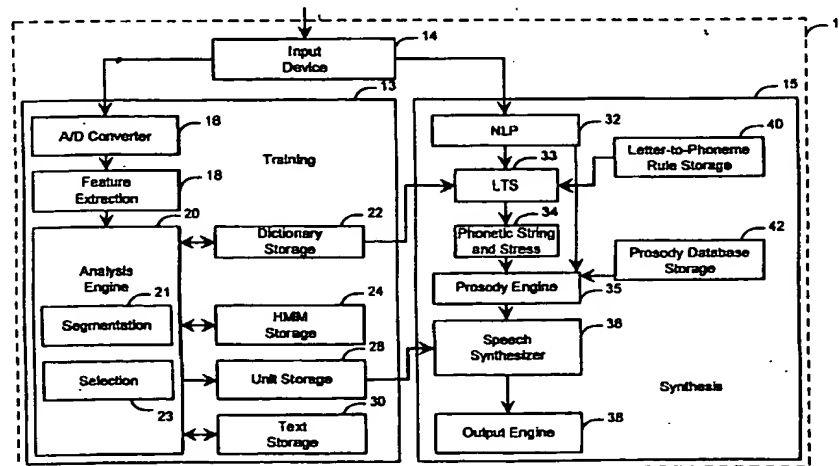 1
Input
Device
14
13
15
A/D Converter
18
Training
Feature
Extraction
18
20
Analysis
Engine
21
Segmentation
Selection
23
Dictionary
Storage
22
HMM
Storage
24
Unit Storage
28
Text
Storage
30
NLP
32
33
LTS
Letter-to-Phoneme
Rule Storage
40
34
Phonetic String
and Stress
Prosody Database
Storage
42
Prosody Engine
35
Speech
Synthesizer
38
Synthesis
Output Engine
38